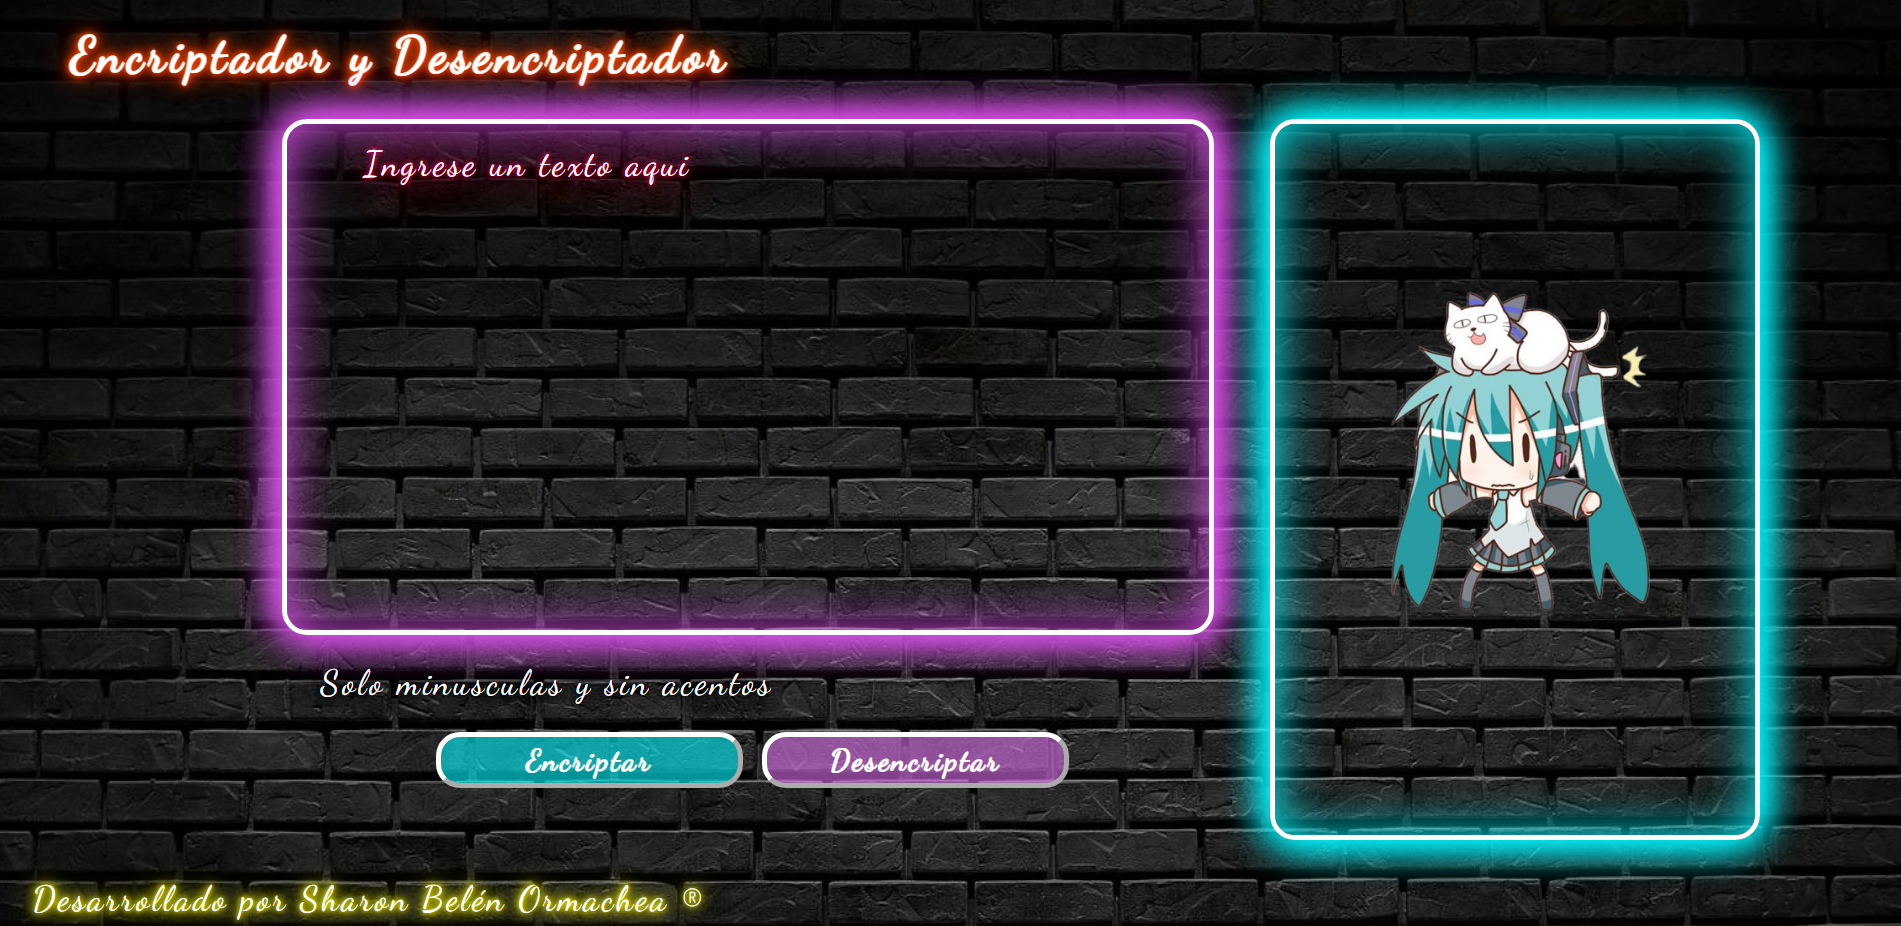 Encriptador y Desencriptador
Ingrese un texto aqui
Solo minusculas y sin acentos
Encriptar
Desencriptar
Desarrollado por Sharon Belén Ormachea ®